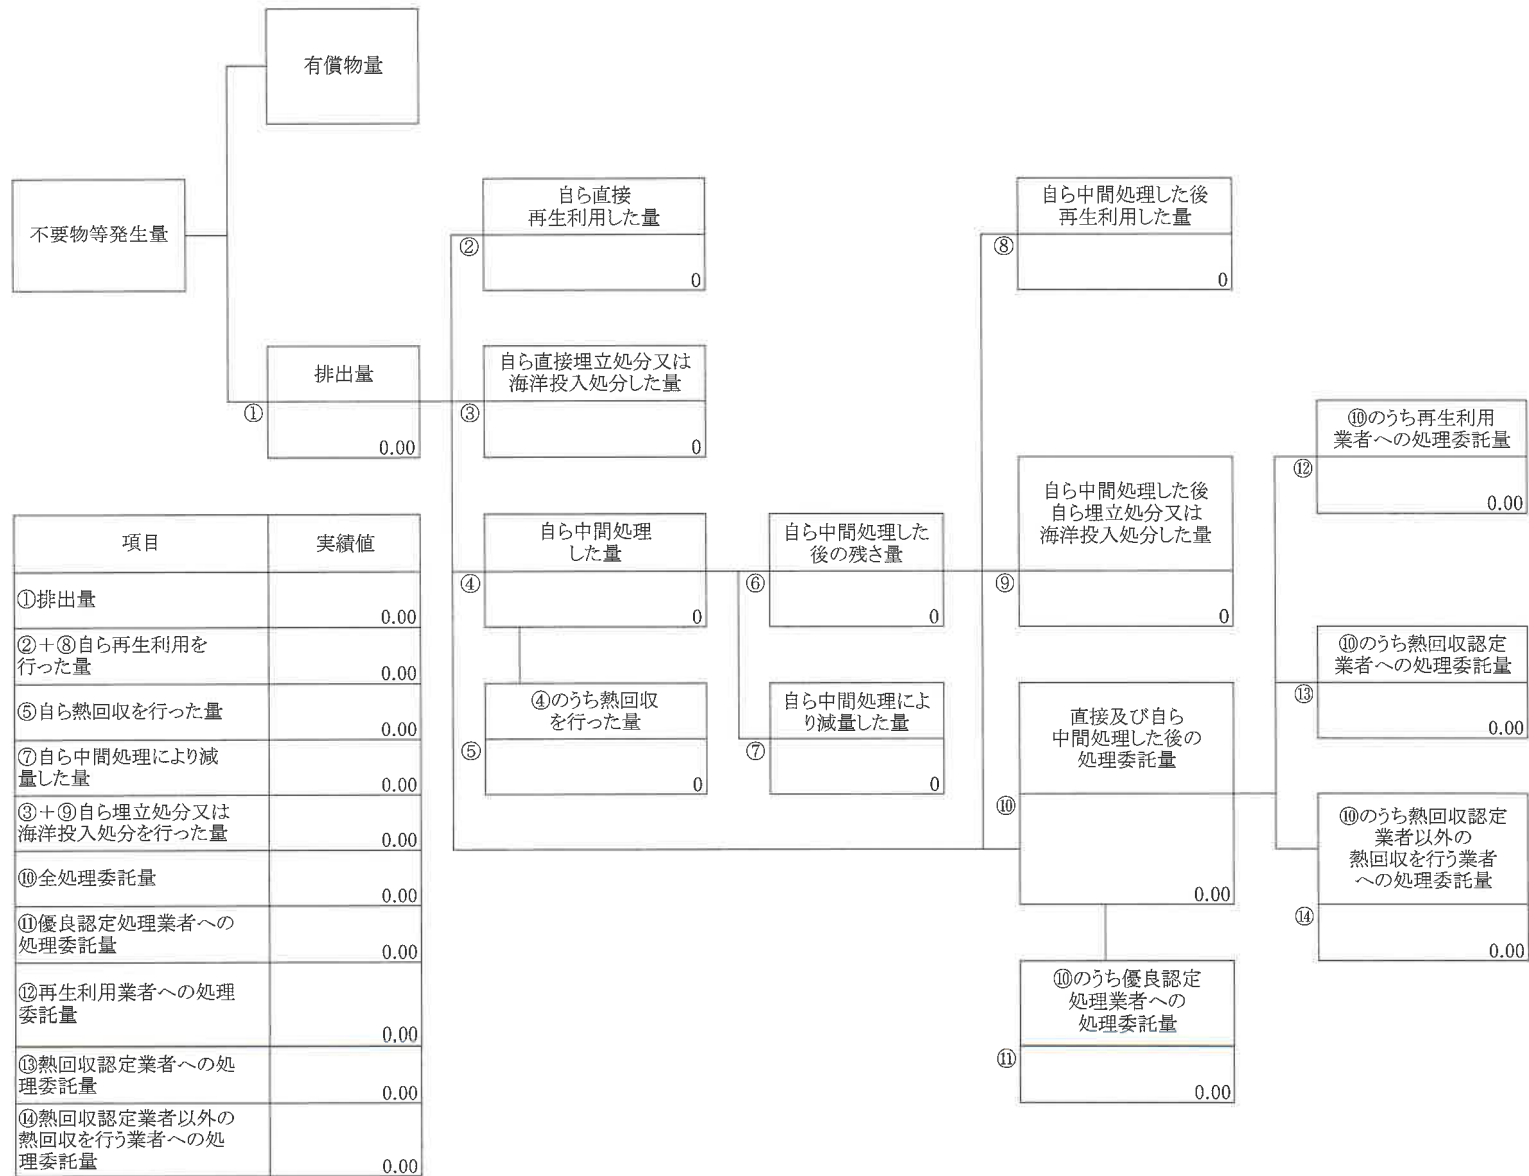 有償物量
不要物等発生量
自ら直接
再生利用した量
②
0
自ら中間処理した後
再生利用した量
⑧
0
排出量
①
0.00
自ら直接埋立処分又は
海洋投入処分した量
③
0
⑩のうち再生利用
業者への処理委託量
⑫
0.00
自ら中間処理
した量
④
0
自ら中間処理した
後の残さ量
⑥
0
自ら中間処理した後
自ら埋立処分又は
海洋投入処分した量
⑨
0
⑩のうち熱回収認定
業者への処理委託量
⑬
0.00
④のうち熱回収
を行った量
⑤
0
自ら中間処理によ
り減量した量
⑦
0
直接及び自ら
中間処理した後の
処理委託量
⑩
0.00
⑩のうち熱回収認定
業者以外の
熱回収を行う業者
への処理委託量
⑭
0.00
⑩のうち優良認定
処理業者への
処理委託量
⑪
0.00
項目 実績値
①排出量
0.00
②+⑧自ら再生利用を
行った量
0.00
⑤自ら熱回収を行った量
0.00
⑦自ら中間処理により減
量した量
0.00
③+⑨自ら埋立処分又は
海洋投入処分を行った量
0.00
⑩全処理委託量
0.00
⑪優良認定処理業者への
処理委託量
0.00
⑫再生利用業者への処理
委託量
0.00
⑬熱回収認定業者への処
理委託量
0.00
⑭熱回収認定業者以外の
熱回収を行う業者への処
理委託量
0.00